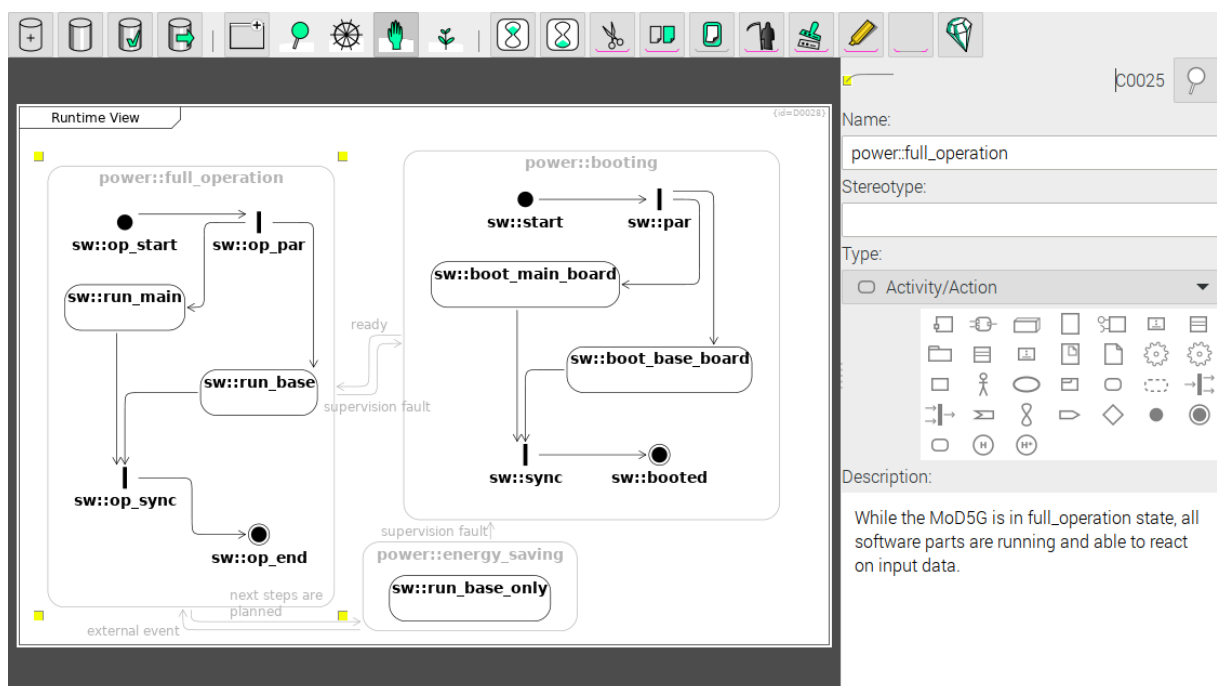 C0025
Name:
power::full_operation
Stereotype:
Type:
Activity/Action
Description:
While the MoD5G is in full_operation state, all
software parts are running and able to react
on input data.
Runtime View
{id=D0028}
power::full_operation
sw::op_start
sw::op_par
sw::run_main
sw::run_base
sw::op_sync
sw::op_end
ready
supervision fault
power::booting
sw::start
sw::par
sw::boot_main_board
sw::boot_base_board
sw::sync
sw::booted
supervision fault
power::energy_saving
sw::run_base_only
next steps are
planned
external event